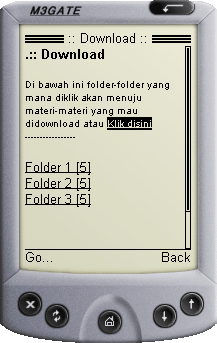 M3GATE
:: Download ::
.:: Download
Di bawah ini folder-folder yang
mana diklik akan menuju
materi-materi yang mau
didownload atau Klik disini
-----------------
Folder 1 [5]
Folder 2 [5]
Folder 3 [5]
Go... Back